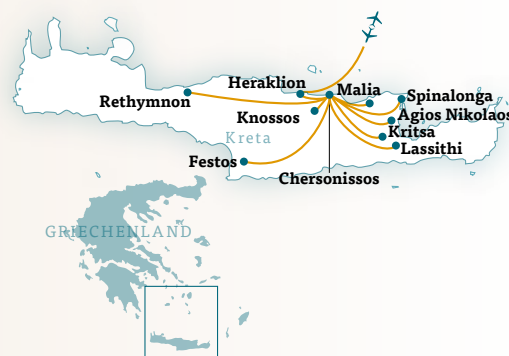 Heraklion
Malia
Spinalonga
Rethymnon
Agios Nikolaos
Knossos
Kritsa
Kreta
Lassithi
Festos
Chersonissos
GRIECHENLAND